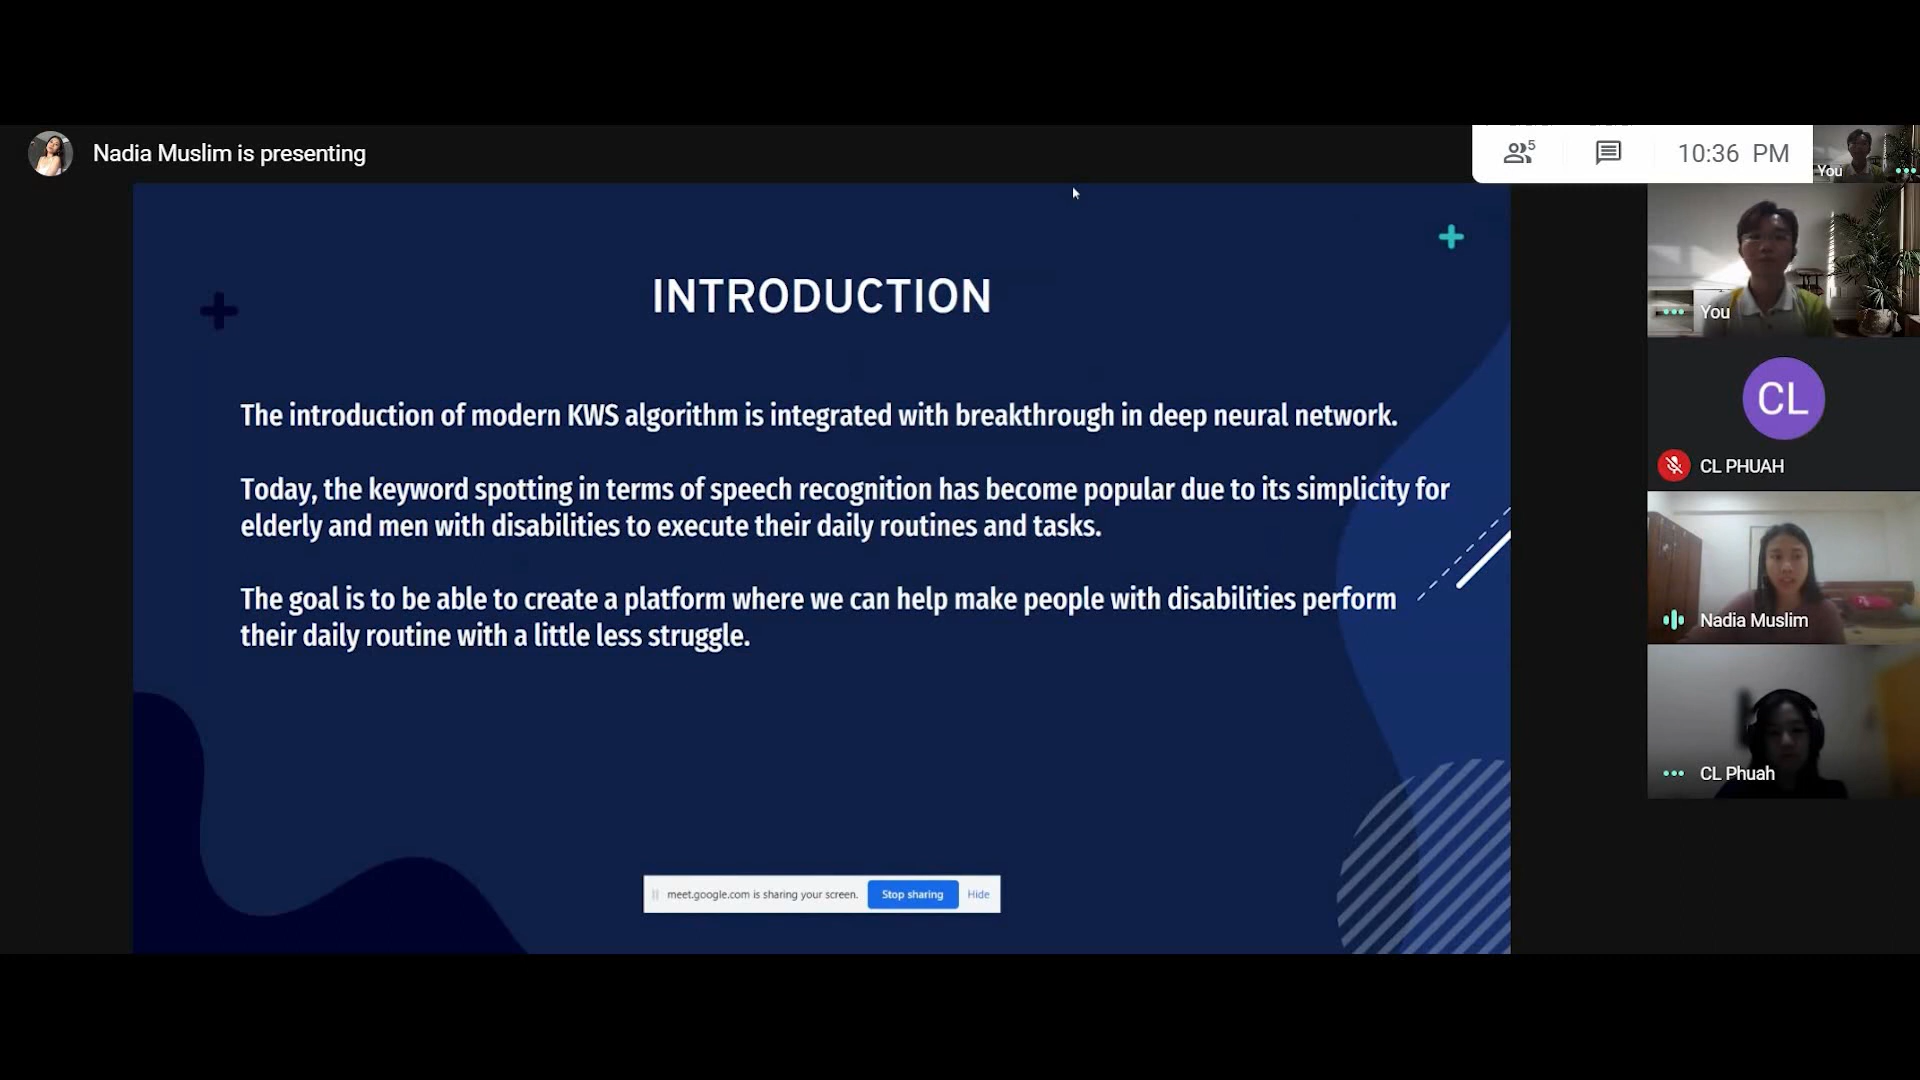 Nadia Muslim is presenting
5
10:36 PM
You
You
INTRODUCTION
The introduction of modern KWS algorithm is integrated with breakthrough in deep neural network.
Today, the keyword spotting in terms of speech recognition has become popular due to its simplicity for
elderly and men with disabilities to execute their daily routines and tasks.
The goal is to be able to create a platform where we can help make people with disabilities perform
their daily routine with a little less struggle.
meet.google.com is sharing your screen. Stop sharing Hide
CL
CL PHUAH
Nadia Muslim
CL Phuah